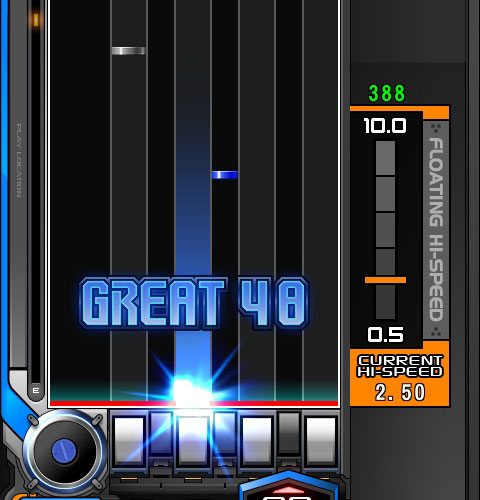 388
10.0
FLOATING HI-SPEED
PLAY LOCATION
GREAT 48
0.5
CURRENT
HI-SPEED
2.50
E